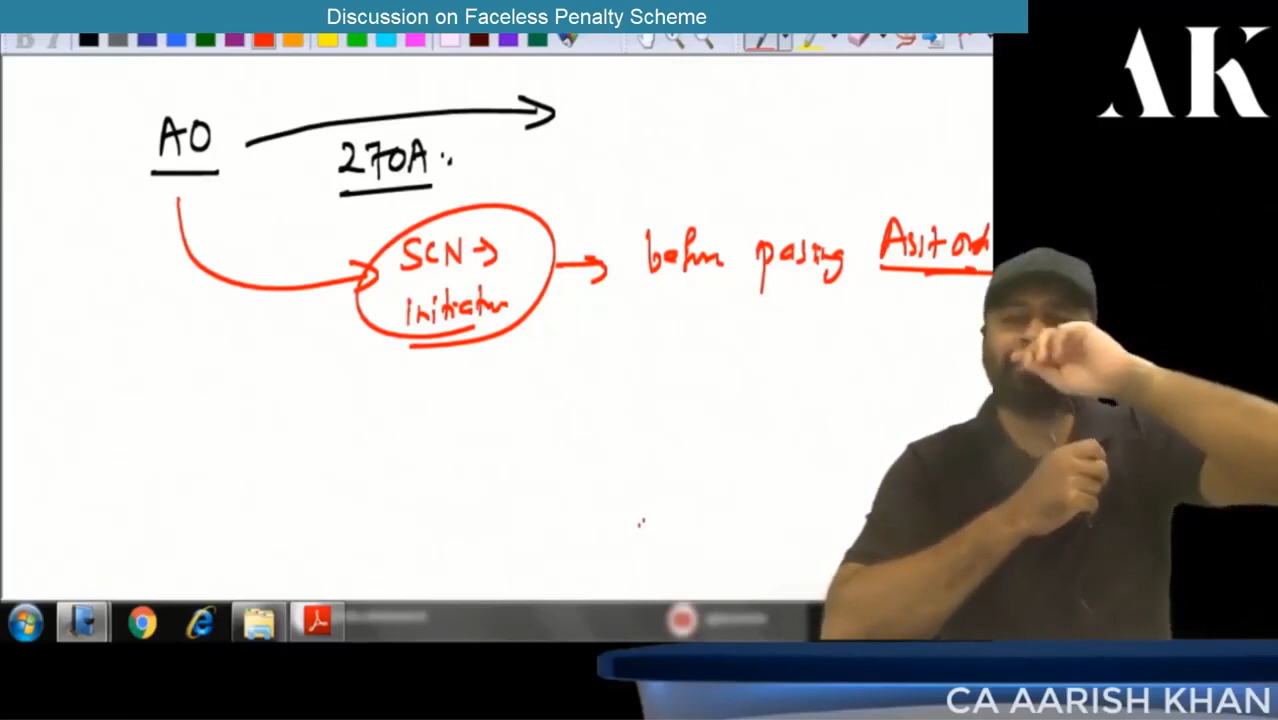 Discussion on Faceless Penalty Scheme
AK
AO
270A
SCN →
before passing
initiation
CA AARISH KHAN